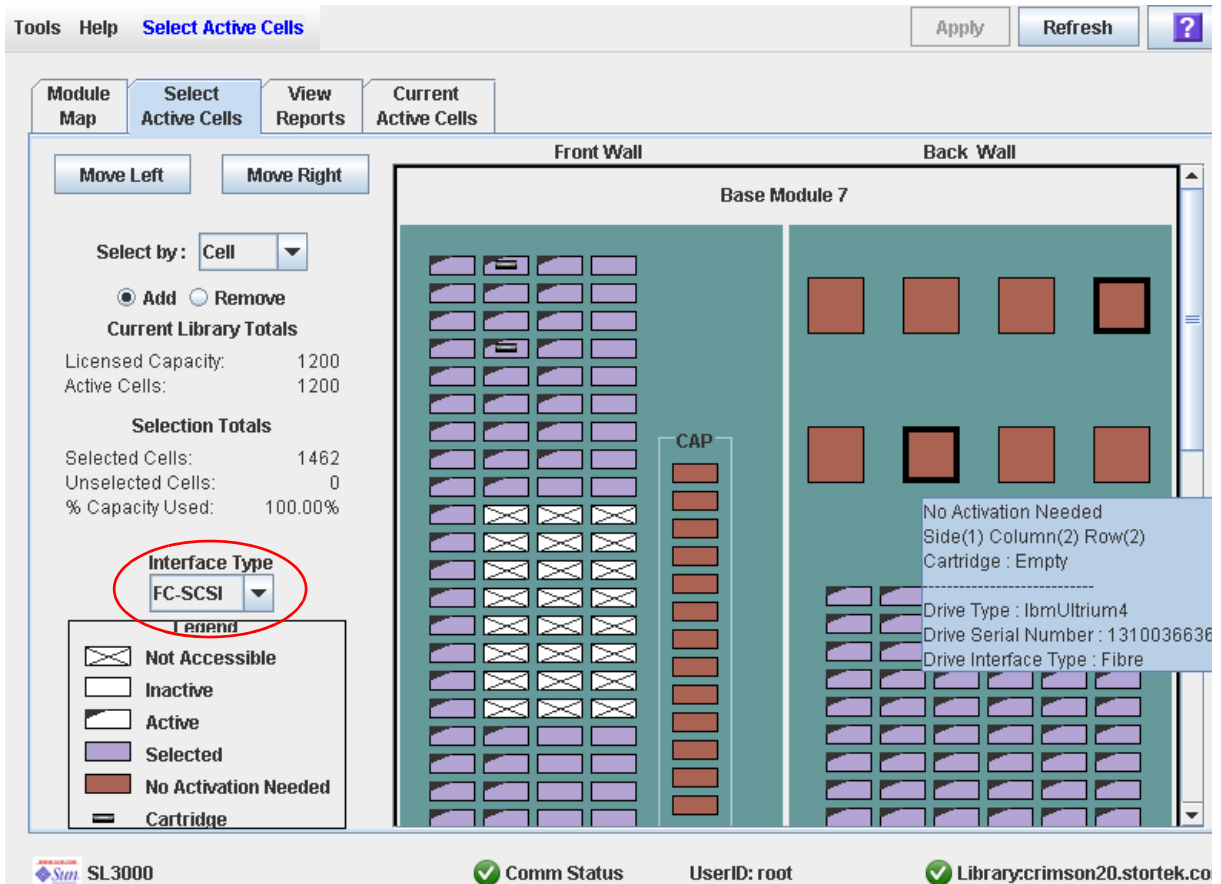 Tools Help Select Active Cells Apply Refresh ?
Module Map
Select Active Cells
View Reports
Current Active Cells
Move Left Move Right
Select by : Cell
Add Remove
Current Library Totals
Licensed Capacity: 1200
Active Cells: 1200
Selection Totals
Selected Cells: 1462
Unselected Cells: 0
% Capacity Used: 100.00%
Interface Type
FC-SCSI
Legend
Not Accessible
Inactive
Active
Selected
No Activation Needed
Cartridge
Front Wall Back Wall
Base Module 7
CAP
No Activation Needed
Side(1) Column(2) Row(2)
Cartridge : Empty
----------------------------
Drive Type : IbmUltrium4
Drive Serial Number : 1310036636
Drive Interface Type : Fibre
Sun SL3000 Comm Status UserID: root Library:crimson20.stortek.co